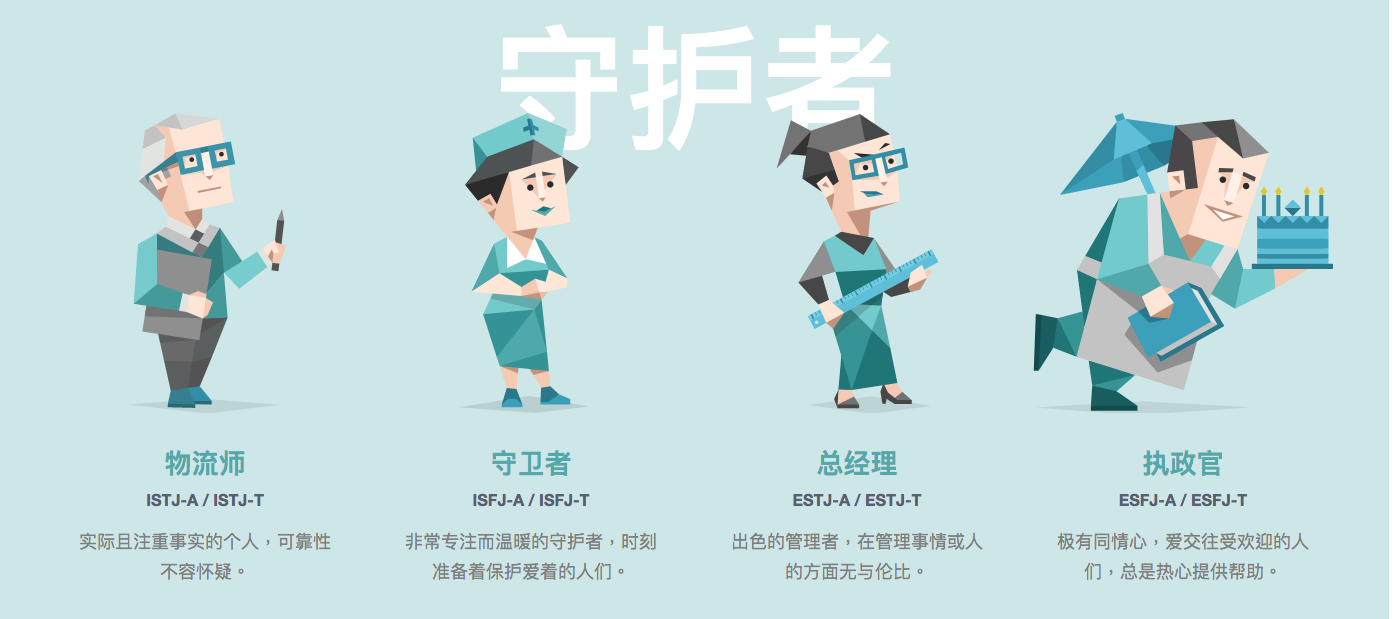 守护者
物流师
ISTJ-A / ISTJ-T
实际且注重事实的个人，可靠性
不容怀疑。
守卫者
ISFJ-A / ISFJ-T
非常专注而温暖的守护者，时刻
准备着保护爱着的人们。
总经理
ESTJ-A / ESTJ-T
出色的管理者，在管理事情或人
的方面无与伦比。
执政官
ESFJ-A / ESFJ-T
极有同情心，爱交往受欢迎的人
们，总是热心提供帮助。